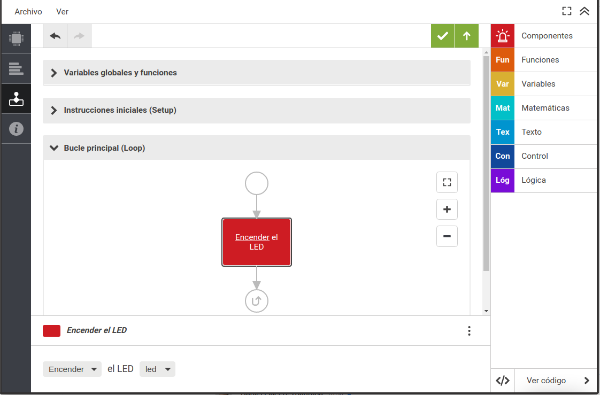 Archivo Ver
Componentes
Fun Funciones
Var Variables
Mat Matemáticas
Tex Texto
Con Control
Lóg Lógica
Variables globales y funciones
Instrucciones iniciales (Setup)
Bucle principal (Loop)
Encender el
LED
Encender el LED
Encender el LED led
Ver código